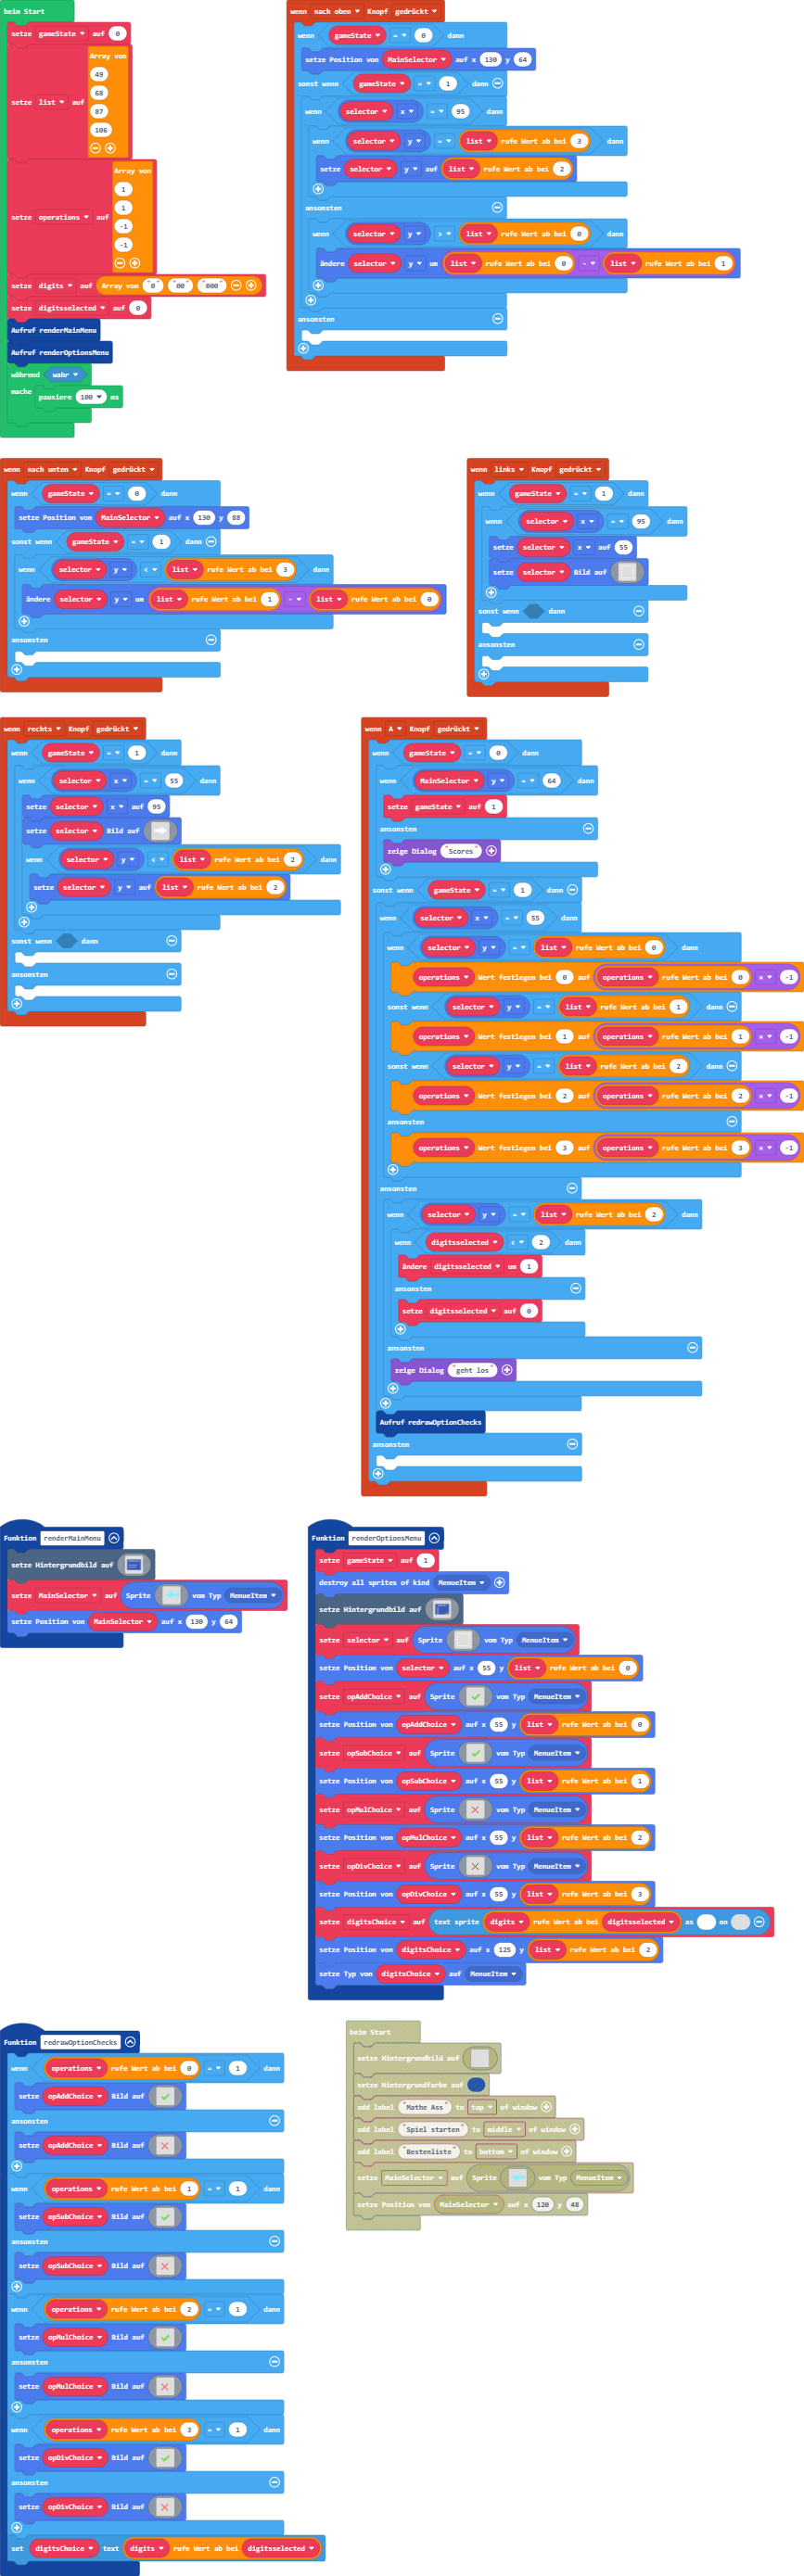 beim Start
setze gameState auf 0
Array von
49
68
setze list auf
87
106
Array von
1
1
setze operations auf
-1
-1
setze digits auf Array von "0" "00" "000"
setze digitsselected auf 0
Aufruf renderMainMenu
Aufruf renderOptionsMenu
während wahr
mache pausiere 100 ms
wenn nach oben Knopf gedrückt
wenn gameState = 0 dann
setze Position von MainSelector auf x 130 y 64
sonst wenn gameState = 1 dann
wenn selector x = 95 dann
wenn selector y = list rufe Wert ab bei 3 dann
setze selector y auf list rufe Wert ab bei 2
ansonsten
wenn selector y > list rufe Wert ab bei 0 dann
ändere selector y um list rufe Wert ab bei 0 - list rufe Wert ab bei 1
ansonsten
wenn nach unten Knopf gedrückt
wenn gameState = 0 dann
setze Position von MainSelector auf x 130 y 88
sonst wenn gameState = 1 dann
wenn selector y < list rufe Wert ab bei 3 dann
ändere selector y um list rufe Wert ab bei 1 - list rufe Wert ab bei 0
ansonsten
wenn links Knopf gedrückt
wenn gameState = 1 dann
wenn selector x = 95 dann
setze selector x auf 55
setze selector Bild auf
sonst wenn dann
ansonsten
wenn rechts Knopf gedrückt
wenn gameState = 1 dann
wenn selector x = 55 dann
setze selector x auf 95
setze selector Bild auf
wenn selector y < list rufe Wert ab bei 2 dann
setze selector y auf list rufe Wert ab bei 2
sonst wenn dann
ansonsten
wenn A Knopf gedrückt
wenn gameState = 0 dann
wenn MainSelector y = 64 dann
setze gameState auf 1
ansonsten
zeige Dialog "Scores"
sonst wenn gameState = 1 dann
wenn selector x = 55 dann
wenn selector y = list rufe Wert ab bei 0 dann
operations Wert festlegen bei 0 auf operations rufe Wert ab bei 0 × -1
sonst wenn selector y = list rufe Wert ab bei 1 dann
operations Wert festlegen bei 1 auf operations rufe Wert ab bei 1 × -1
sonst wenn selector y = list rufe Wert ab bei 2 dann
operations Wert festlegen bei 2 auf operations rufe Wert ab bei 2 × -1
ansonsten
operations Wert festlegen bei 3 auf operations rufe Wert ab bei 3 × -1
ansonsten
wenn selector y = list rufe Wert ab bei 2 dann
wenn digitsselected < 2 dann
ändere digitsselected um 1
ansonsten
setze digitsselected auf 0
ansonsten
zeige Dialog "geht los"
Aufruf redrawOptionChecks
ansonsten
Funktion renderMainMenu
setze Hintergrundbild auf
setze MainSelector auf Sprite vom Typ MenueItem
setze Position von MainSelector auf x 130 y 64
Funktion renderOptionsMenu
setze gameState auf 1
destroy all sprites of kind MenueItem
setze Hintergrundbild auf
setze selector auf Sprite vom Typ MenueItem
setze Position von selector auf x 55 y list rufe Wert ab bei 0
setze opAddChoice auf Sprite vom Typ MenueItem
setze Position von opAddChoice auf x 55 y list rufe Wert ab bei 0
setze opSubChoice auf Sprite vom Typ MenueItem
setze Position von opSubChoice auf x 55 y list rufe Wert ab bei 1
setze opMulChoice auf Sprite vom Typ MenueItem
setze Position von opMulChoice auf x 55 y list rufe Wert ab bei 2
setze opDivChoice auf Sprite vom Typ MenueItem
setze Position von opDivChoice auf x 55 y list rufe Wert ab bei 3
setze digitsChoice auf text sprite digits rufe Wert ab bei digitsselected as on
setze Position von digitsChoice auf x 125 y list rufe Wert ab bei 2
setze Typ von digitsChoice auf MenueItem
Funktion redrawOptionChecks
wenn operations rufe Wert ab bei 0 = 1 dann
setze opAddChoice Bild auf
ansonsten
setze opAddChoice Bild auf
wenn operations rufe Wert ab bei 1 = 1 dann
setze opSubChoice Bild auf
ansonsten
setze opSubChoice Bild auf
wenn operations rufe Wert ab bei 2 = 1 dann
setze opMulChoice Bild auf
ansonsten
setze opMulChoice Bild auf
wenn operations rufe Wert ab bei 3 = 1 dann
setze opDivChoice Bild auf
ansonsten
setze opDivChoice Bild auf
set digitsChoice text digits rufe Wert ab bei digitsselected
beim Start
setze Hintergrundbild auf
setze Hintergrundfarbe auf
add label "Mathe Ass" to top of window
add label "Spiel starten" to middle of window
add label "Bestenliste" to bottom of window
setze MainSelector auf Sprite vom Typ MenueItem
setze Position von MainSelector auf x 120 y 48